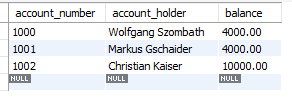 account_number account_holder balance
1000 Wolfgang Szombath 4000.00
1001 Markus Gschaider 4000.00
1002 Christian Kaiser 10000.00
NULL NULL NULL